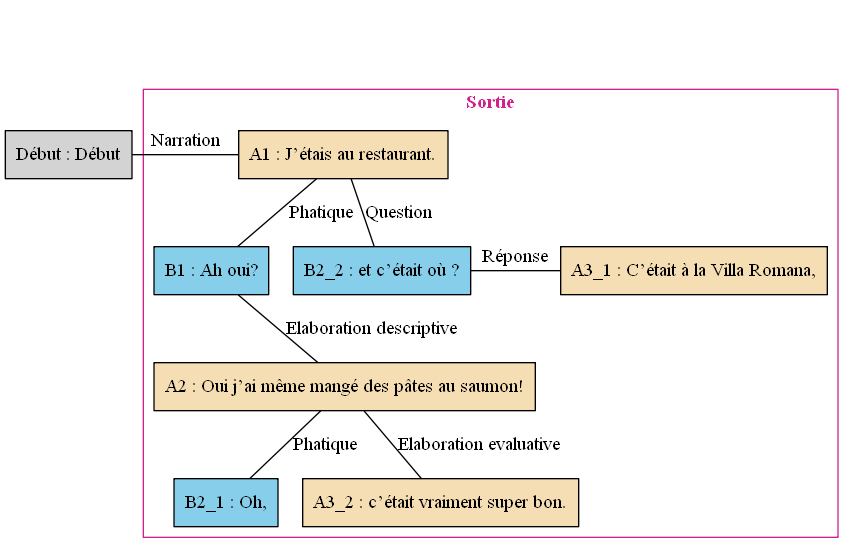 Sortie
Début : Début
Narration
A1 : J’étais au restaurant.
Phatique
Question
B1 : Ah oui?
B2_2 : et c’était où ?
Réponse
A3_1 : C’était à la Villa Romana,
Elaboration descriptive
A2 : Oui j’ai même mangé des pâtes au saumon!
Phatique
Elaboration evaluative
B2_1 : Oh,
A3_2 : c’était vraiment super bon.